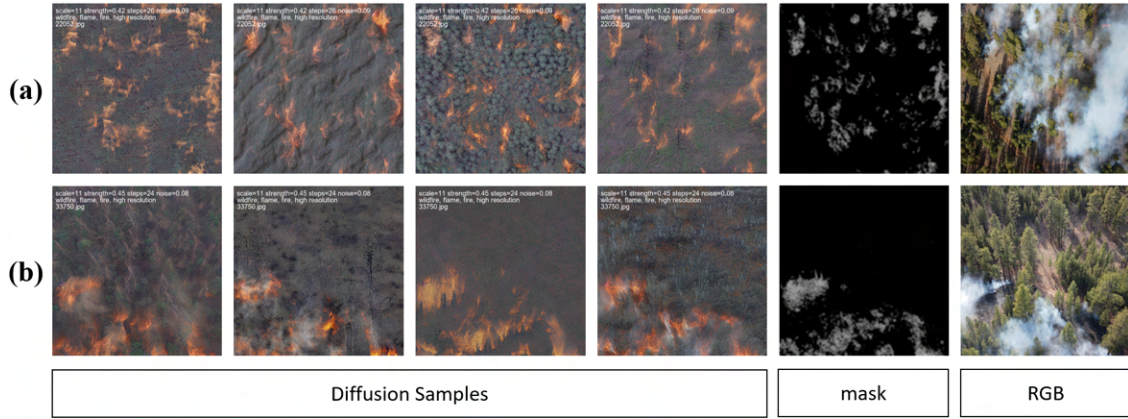 (a)
scale=11 strength=0.42 steps=26 noise=0.09
wildfire, flame, fire, high resolution
22052.jpg
scale=11 strength=0.42 steps=26 noise=0.09
wildfire, flame, fire, high resolution
22052.jpg
scale=11 strength=0.42 steps=26 noise=0.09
wildfire, flame, fire, high resolution
22052.jpg
scale=11 strength=0.42 steps=26 noise=0.09
wildfire, flame, fire, high resolution
22052.jpg
(b)
scale=11 strength=0.45 steps=24 noise=0.08
wildfire, flame, fire, high resolution
33750.jpg
scale=11 strength=0.45 steps=24 noise=0.08
wildfire, flame, fire, high resolution
33750.jpg
scale=11 strength=0.45 steps=24 noise=0.08
wildfire, flame, fire, high resolution
33750.jpg
scale=11 strength=0.45 steps=24 noise=0.08
wildfire, flame, fire, high resolution
33750.jpg
Diffusion Samples
mask
RGB